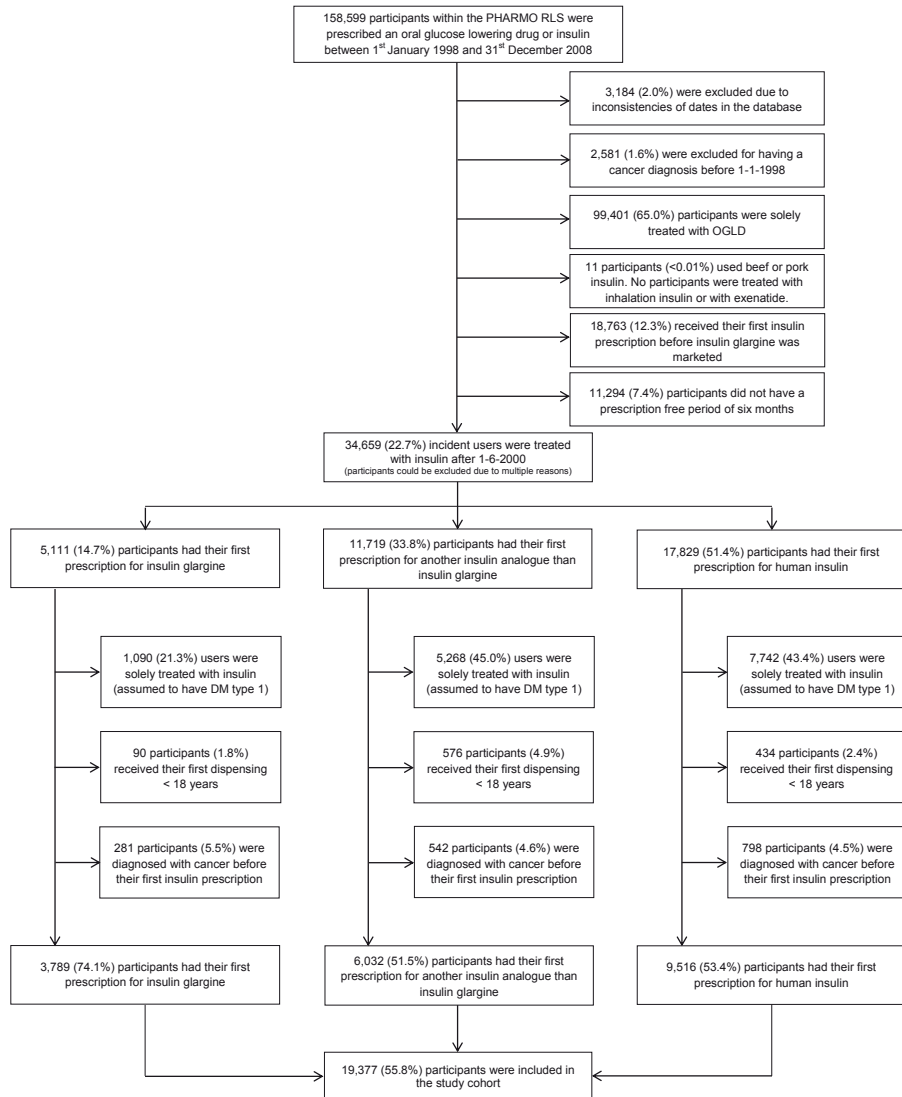 158,599 participants within the PHARMO RLS were
prescribed an oral glucose lowering drug or insulin
between 1st January 1998 and 31st December 2008
3,184 (2.0%) were excluded due to
inconsistencies of dates in the database
2,581 (1.6%) were excluded for having a
cancer diagnosis before 1-1-1998
99,401 (65.0%) participants were solely
treated with OGLD
11 participants (<0.01%) used beef or pork
insulin. No participants were treated with
inhalation insulin or with exenatide.
18,763 (12.3%) received their first insulin
prescription before insulin glargine was
marketed
11,294 (7.4%) participants did not have a
prescription free period of six months
34,659 (22.7%) incident users were treated
with insulin after 1-6-2000
(participants could be excluded due to multiple reasons)
5,111 (14.7%) participants had their first
prescription for insulin glargine
11,719 (33.8%) participants had their first
prescription for another insulin analogue than
insulin glargine
17,829 (51.4%) participants had their first
prescription for human insulin
1,090 (21.3%) users were
solely treated with insulin
(assumed to have DM type 1)
5,268 (45.0%) users were
solely treated with insulin
(assumed to have DM type 1)
7,742 (43.4%) users were
solely treated with insulin
(assumed to have DM type 1)
90 participants (1.8%)
received their first dispensing
< 18 years
576 participants (4.9%)
received their first dispensing
< 18 years
434 participants (2.4%)
received their first dispensing
< 18 years
281 participants (5.5%) were
diagnosed with cancer before
their first insulin prescription
542 participants (4.6%) were
diagnosed with cancer before
their first insulin prescription
798 participants (4.5%) were
diagnosed with cancer before
their first insulin prescription
3,789 (74.1%) participants had their first
prescription for insulin glargine
6,032 (51.5%) participants had their first
prescription for another insulin analogue than
insulin glargine
9,516 (53.4%) participants had their first
prescription for human insulin
19,377 (55.8%) participants were included in
the study cohort